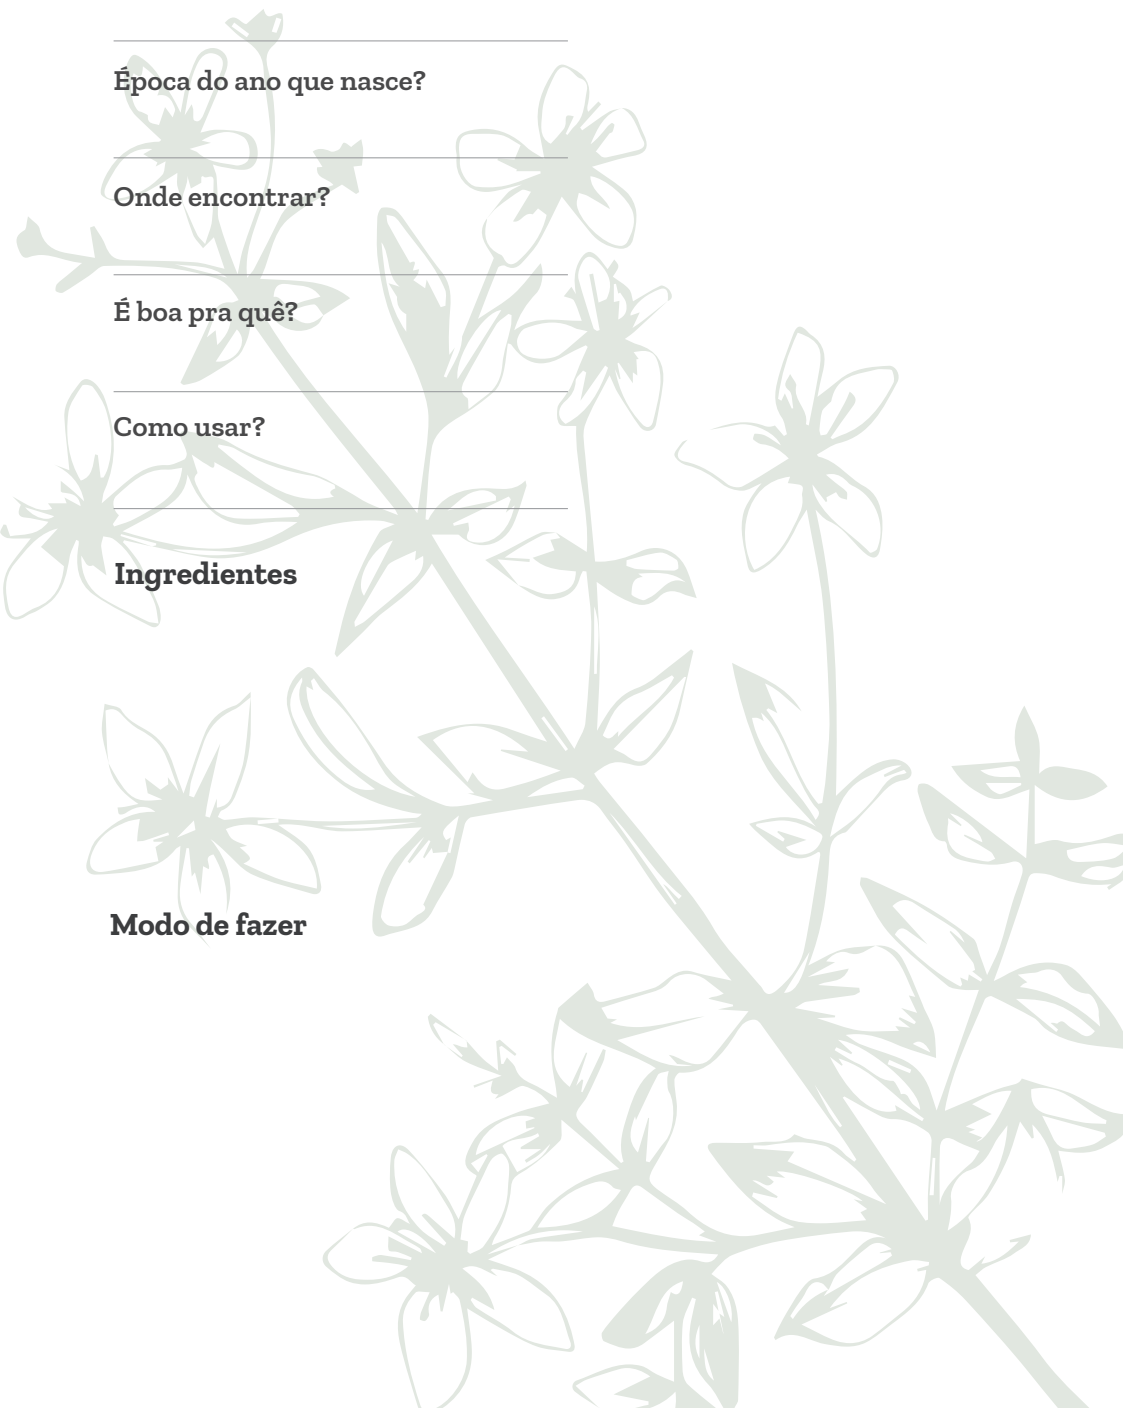 Época do ano que nasce?
Onde encontrar?
É boa pra quê?
Como usar?
Ingredientes
Modo de fazer